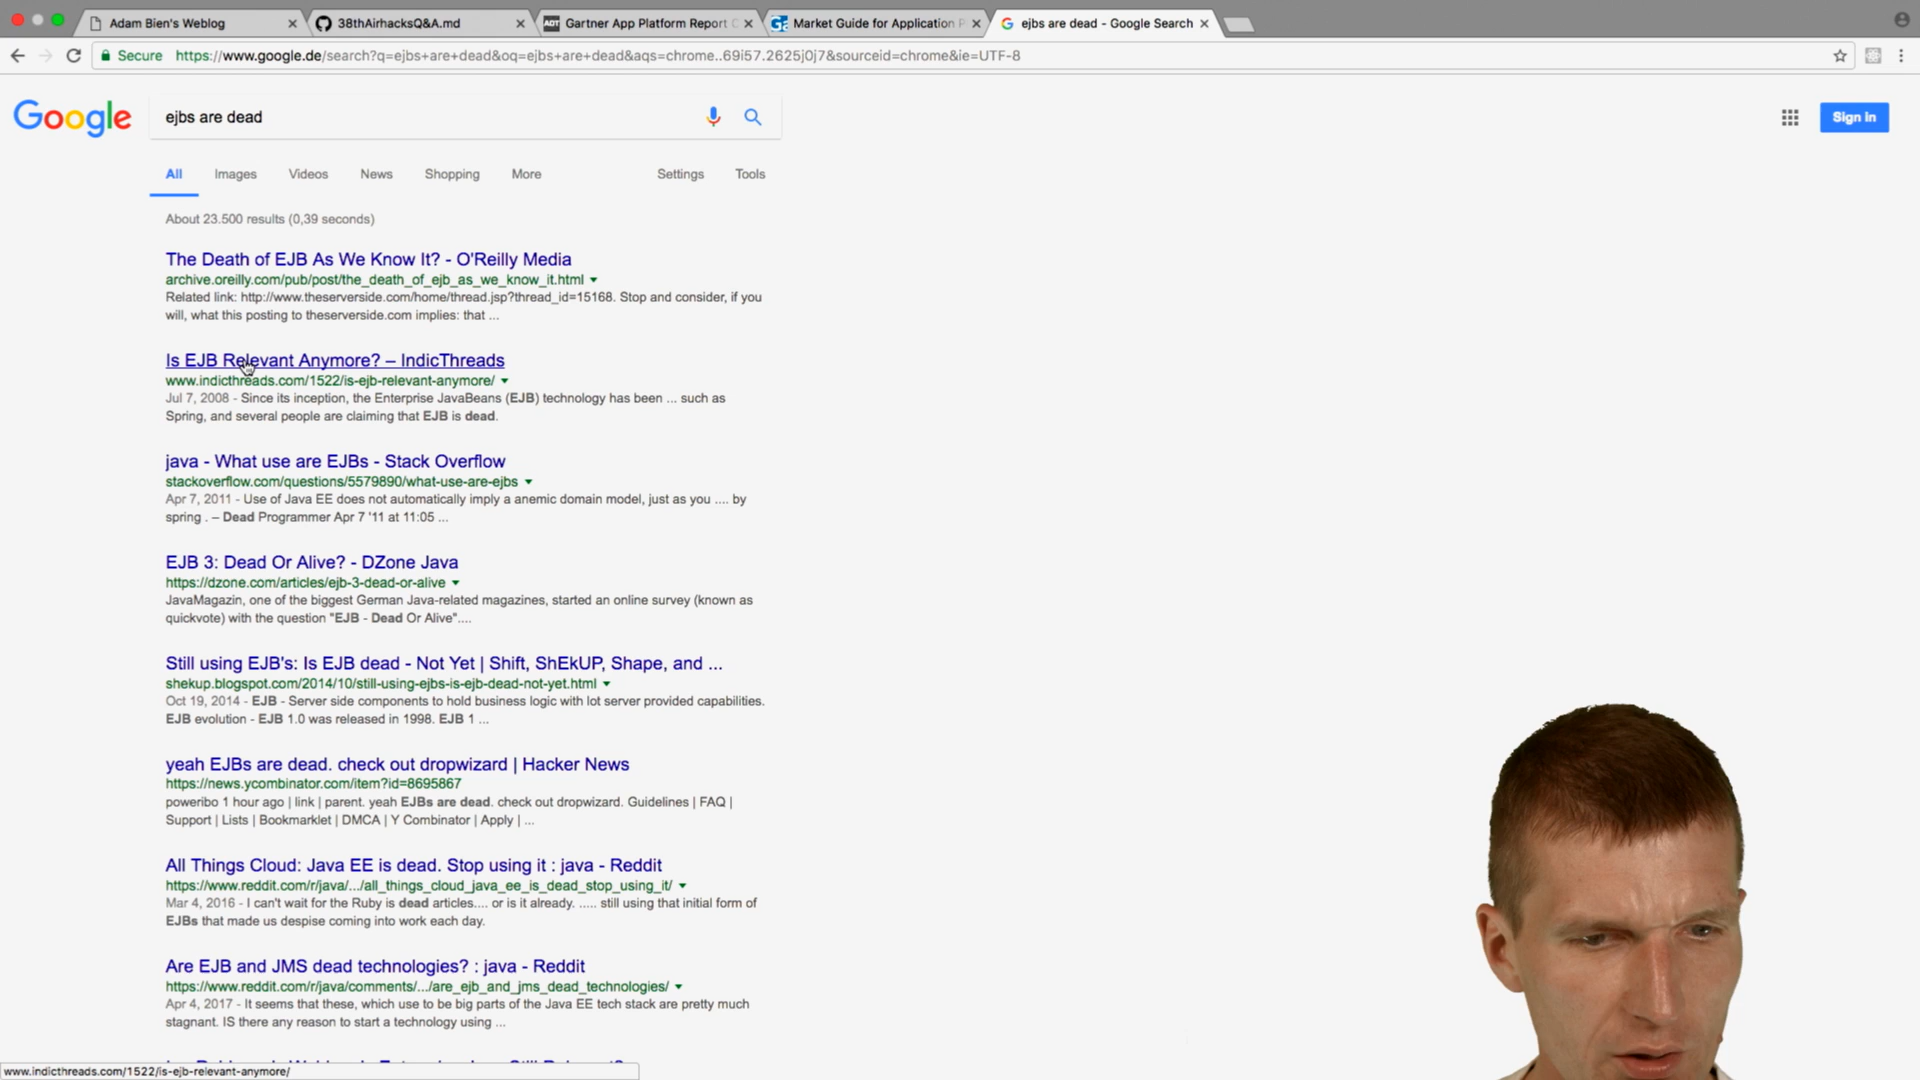 Adam Bien's Weblog
38thAirhacksQ&A.md
Gartner App Platform Report
Market Guide for Application
ejbs are dead - Google Search
Secure
https://www.google.de/search?q=ejbs+are+dead&oq=ejbs+are+dead&aqs=chrome..69i57.2625j0j7&sourceid=chrome&ie=UTF-8
Google
ejbs are dead
Sign in
All
Images
Videos
News
Shopping
More
Settings
Tools
About 23.500 results (0,39 seconds)
The Death of EJB As We Know It? - O'Reilly Media
archive.oreilly.com/pub/post/the_death_of_ejb_as_we_know_it.html
Related link: http://www.theserverside.com/home/thread.jsp?thread_id=15168. Stop and consider, if you
will, what this posting to theserverside.com implies: that ...
Is EJB Relevant Anymore? – IndicThreads
www.indicthreads.com/1522/is-ejb-relevant-anymore/
Jul 7, 2008 - Since its inception, the Enterprise JavaBeans (EJB) technology has been ... such as
Spring, and several people are claiming that EJB is dead.
java - What use are EJBs - Stack Overflow
stackoverflow.com/questions/5579890/what-use-are-ejbs
Apr 7, 2011 - Use of Java EE does not automatically imply a anemic domain model, just as you .... by
spring . – Dead Programmer Apr 7 '11 at 11:05 ...
EJB 3: Dead Or Alive? - DZone Java
https://dzone.com/articles/ejb-3-dead-or-alive
JavaMagazin, one of the biggest German Java-related magazines, started an online survey (known as
quickvote) with the question "EJB - Dead Or Alive"....
Still using EJB's: Is EJB dead - Not Yet | Shift, ShEkUP, Shape, and ...
shekup.blogspot.com/2014/10/still-using-ejbs-is-ejb-dead-not-yet.html
Oct 19, 2014 - EJB - Server side components to hold business logic with lot server provided capabilities.
EJB evolution - EJB 1.0 was released in 1998. EJB 1 ...
yeah EJBs are dead. check out dropwizard | Hacker News
https://news.ycombinator.com/item?id=8695867
poweribo 1 hour ago | link | parent. yeah EJBs are dead. check out dropwizard. Guidelines | FAQ |
Support | Lists | Bookmarklet | DMCA | Y Combinator | Apply | ...
All Things Cloud: Java EE is dead. Stop using it : java - Reddit
https://www.reddit.com/r/java/.../all_things_cloud_java_ee_is_dead_stop_using_it/
Mar 4, 2016 - I can't wait for the Ruby is dead articles.... or is it already. ..... still using that initial form of
EJBs that made us despise coming into work each day.
Are EJB and JMS dead technologies? : java - Reddit
https://www.reddit.com/r/java/comments/.../are_ejb_and_jms_dead_technologies/
Apr 4, 2017 - It seems that these, which use to be big parts of the Java EE tech stack are pretty much
stagnant. IS there any reason to start a technology using ...
www.indicthreads.com/1522/is-ejb-relevant-anymore/